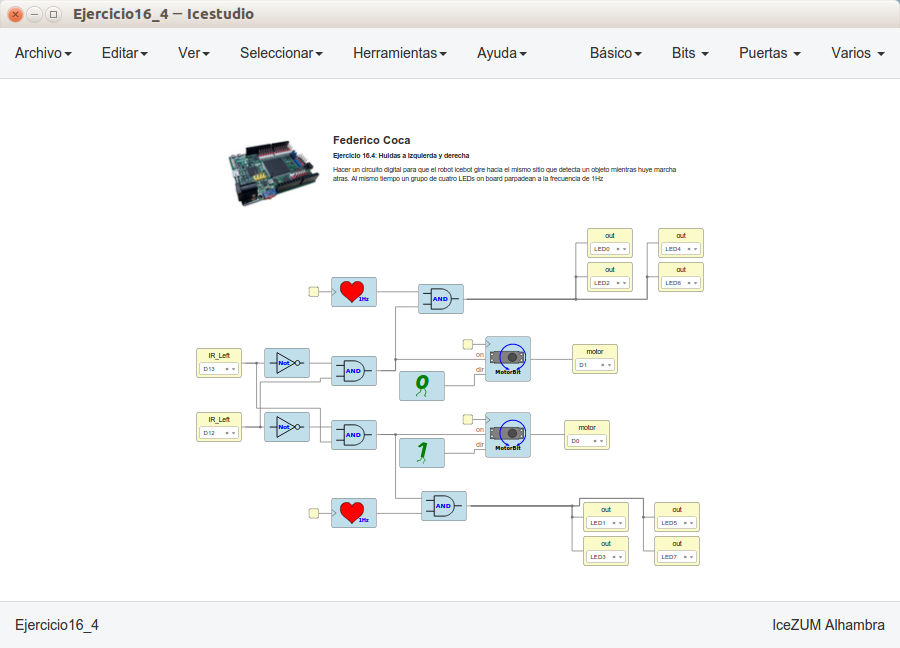 Ejercicio16_4 — Icestudio
Archivo Editar Ver Seleccionar Herramientas Ayuda Básico Bits Puertas Varios
Federico Coca
Ejercicio 16.4: Huidas a izquierda y derecha
Hacer un circuito digital para que el robot icebot gire hacia el mismo sitio que detecta un objeto mientras huye marcha
atras. Al mismo tiempo un grupo de cuatro LEDs on board parpadean a la frecuencia de 1Hz
out
LED0
out
LED4
out
LED2
out
LED6
1Hz
AND
IR_Left
D13
Not
AND
0
on
dir
MotorBit
motor
D1
IR_Left
D12
Not
AND
1
on
dir
MotorBit
motor
D0
1Hz
AND
out
LED1
out
LED5
out
LED3
out
LED7
Ejercicio16_4
IceZUM Alhambra